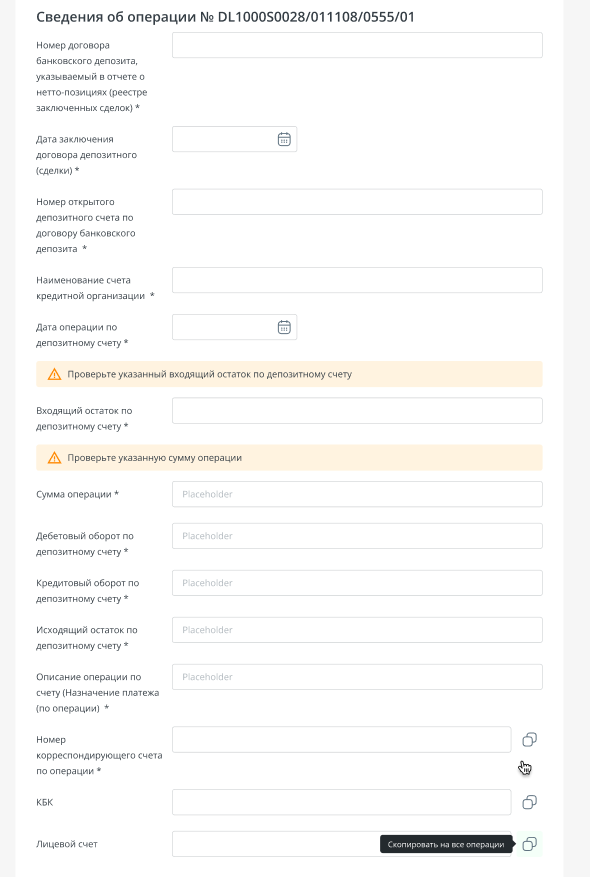 Сведения об операции № DL1000S0028/011108/0555/01
Номер договора
банковского депозита,
указываемый в отчете о
нетто-позициях (реестре
заключенных сделок) *
Дата заключения
договора депозитного
(сделки) *
Номер открытого
депозитного счета по
договору банковского
депозита *
Наименование счета
кредитной организации *
Дата операции по
депозитному счету *
Проверьте указанный входящий остаток по депозитному счету
Входящий остаток по
депозитному счету *
Проверьте указанную сумму операции
Сумма операции *
Placeholder
Дебетовый оборот по
депозитному счету *
Placeholder
Кредитовый оборот по
депозитному счету *
Placeholder
Исходящий остаток по
депозитному счету *
Placeholder
Описание операции по
счету (Назначение платежа
(по операции) *
Placeholder
Номер
корреспондирующего счета
по операции *
КБК
Лицевой счет
Скопировать на все операции